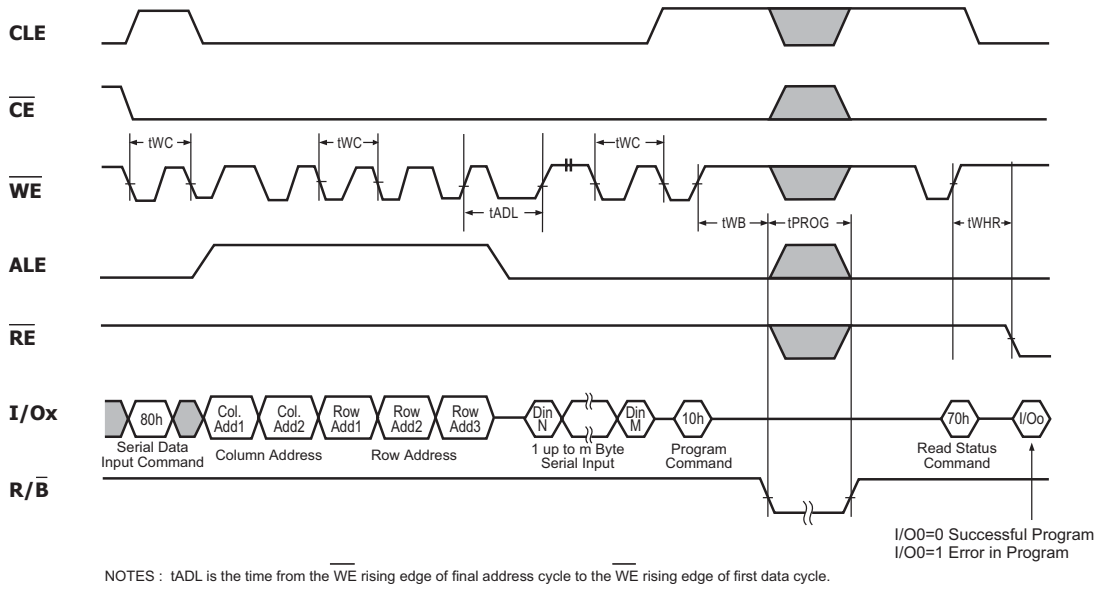 CLE
CE
tWC
tWC
tWC
WE
tADL
tWB
tPROG
tWHR
ALE
RE
I/Ox
80h
Col.
Add1
Col.
Add2
Row
Add1
Row
Add2
Row
Add3
Din
N
Din
M
10h
70h
I/Oo
Serial Data
Input Command
Column Address
Row Address
1 up to m Byte
Serial Input
Program
Command
Read Status
Command
R/B
I/O0=0 Successful Program
I/O0=1 Error in Program
NOTES : tADL is the time from the WE rising edge of final address cycle to the WE rising edge of first data cycle.